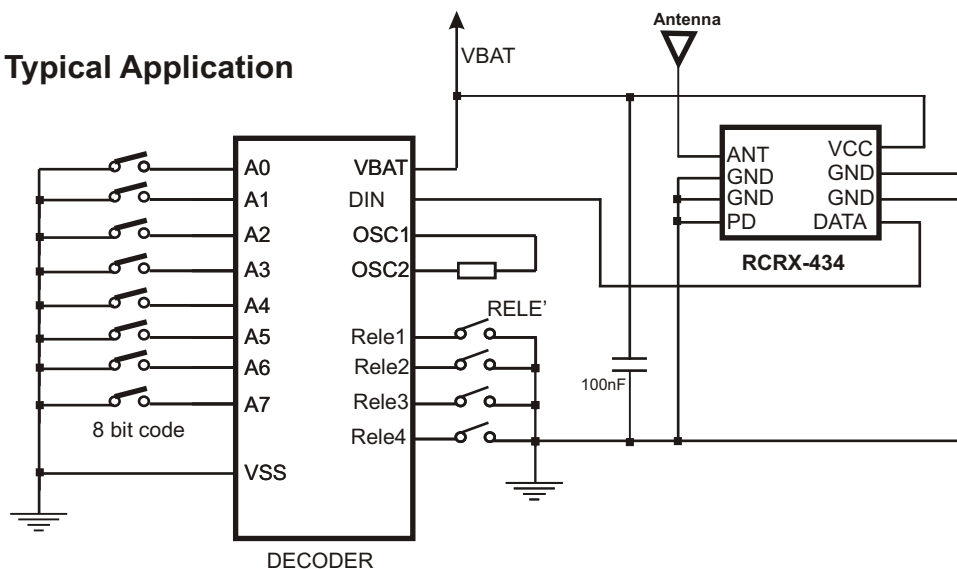 Typical Application
VBAT
Antenna
A0
A1
A2
A3
A4
A5
A6
A7
VSS
8 bit code
VBAT
DIN
OSC1
OSC2
Rele1
Rele2
Rele3
Rele4
DECODER
RELE'
100nF
ANT
GND
GND
PD
VCC
GND
GND
DATA
RCRX-434